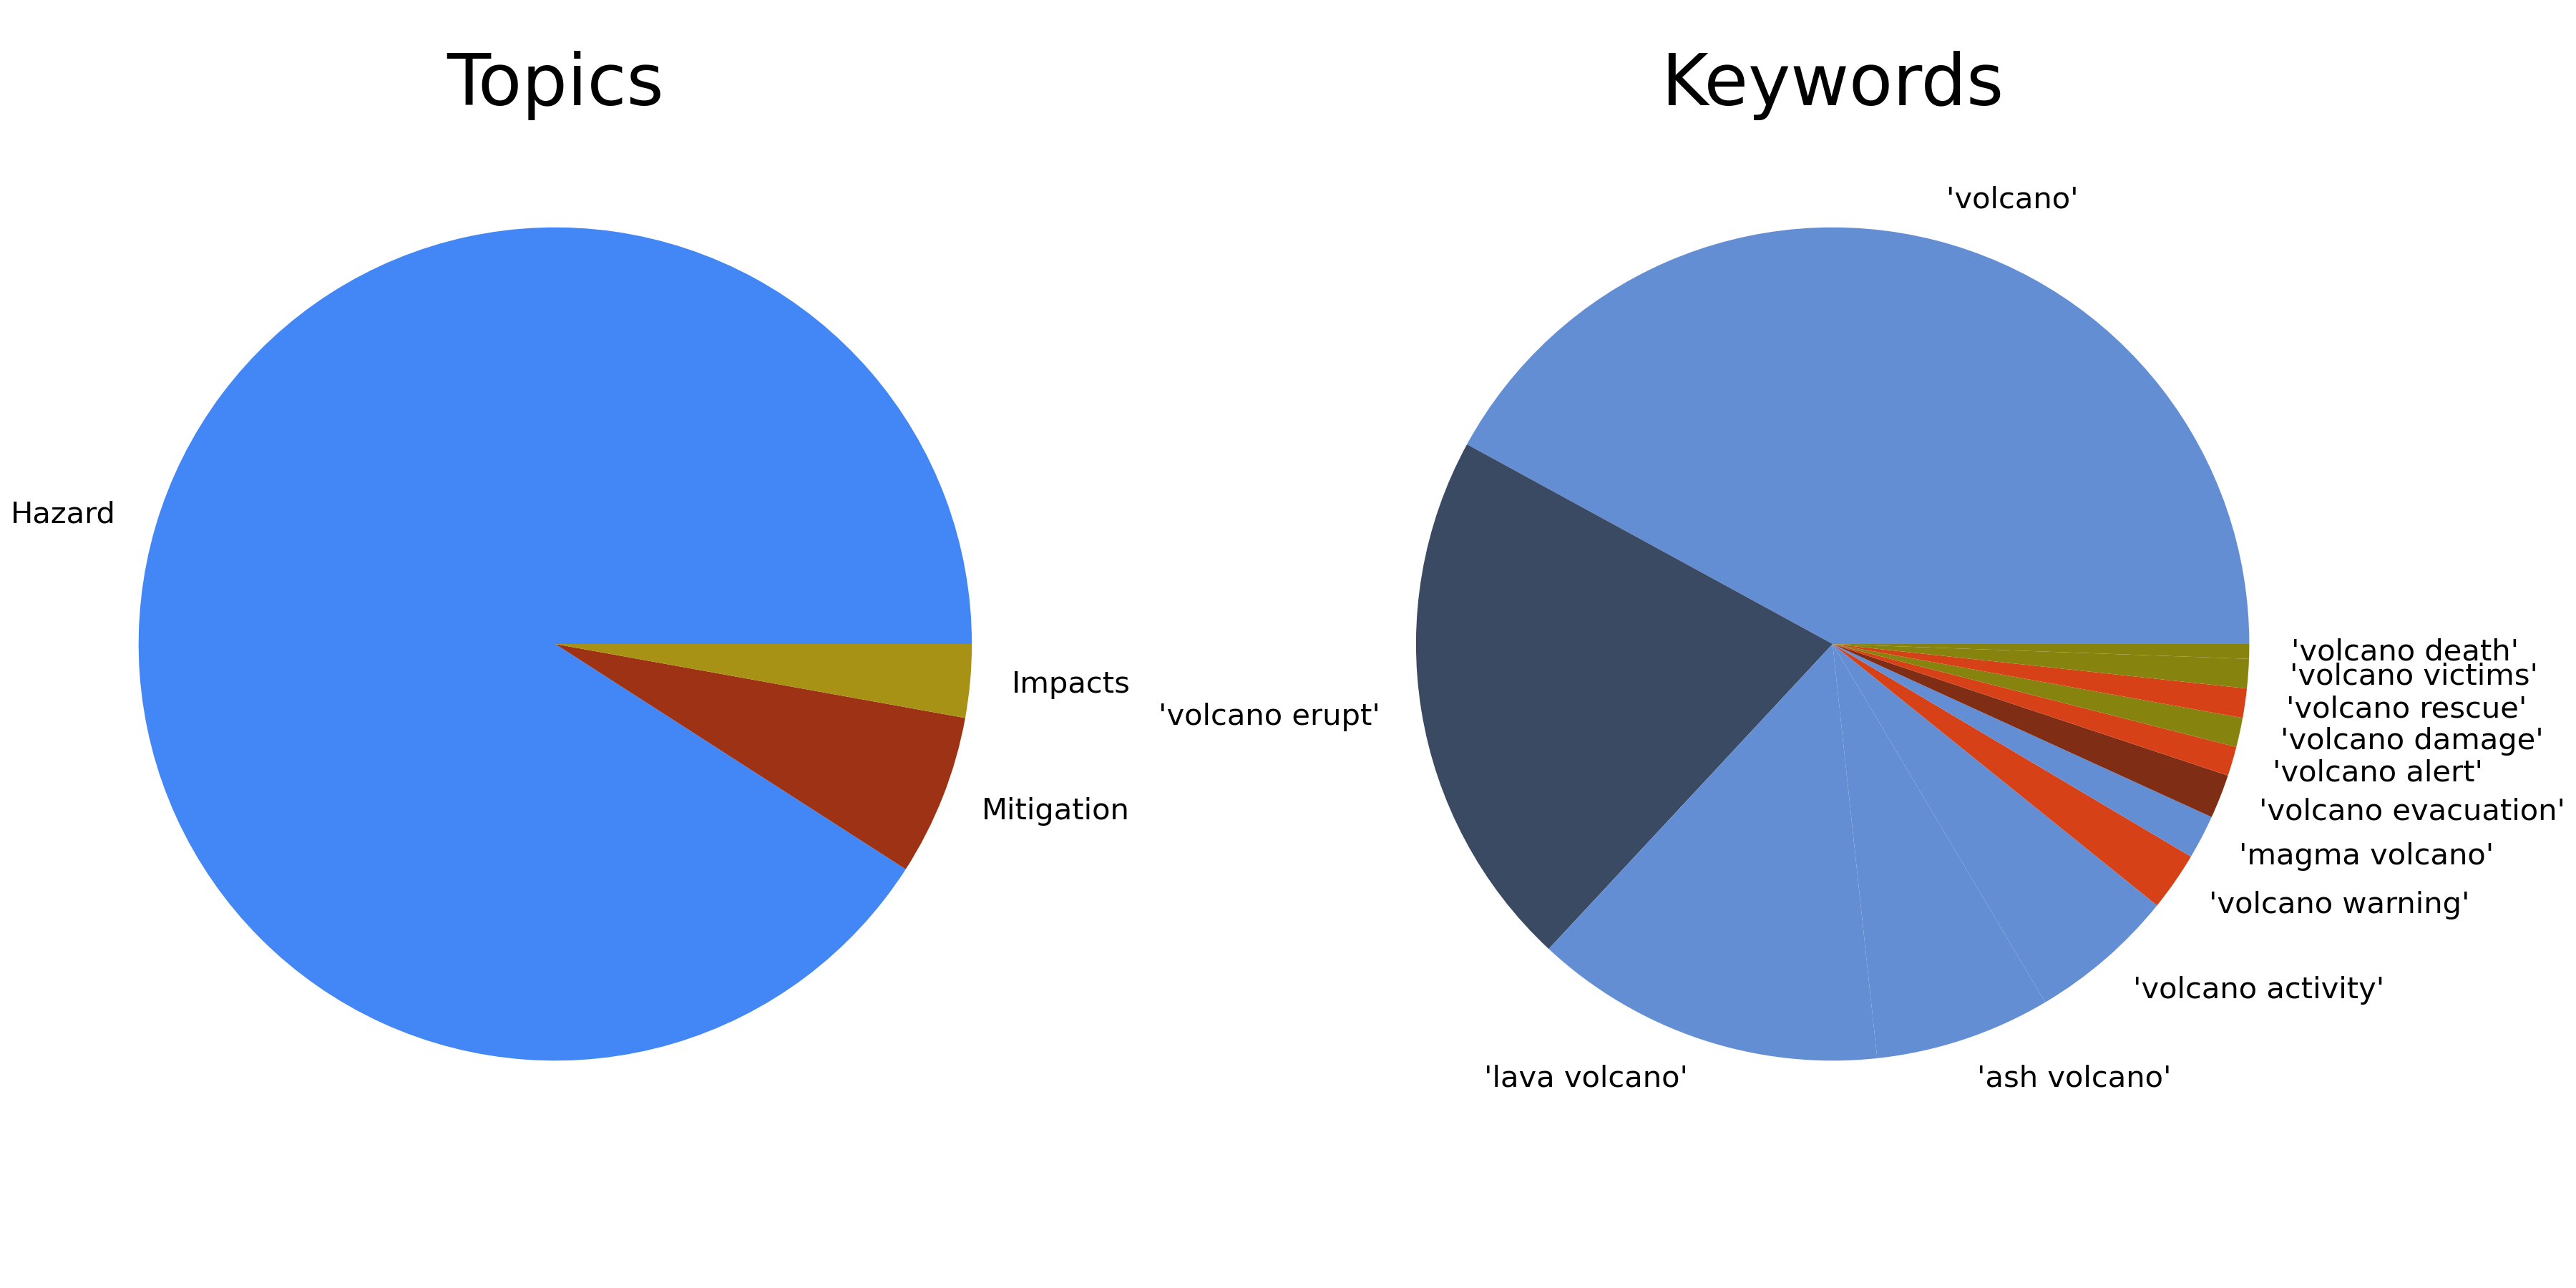 Topics
Hazard
Impacts
Mitigation
Keywords
'volcano'
'volcano erupt'
'lava volcano'
'ash volcano'
'volcano activity'
'volcano warning'
'magma volcano'
'volcano evacuation'
'volcano alert'
'volcano damage'
'volcano rescue'
'volcano victims'
'volcano death'